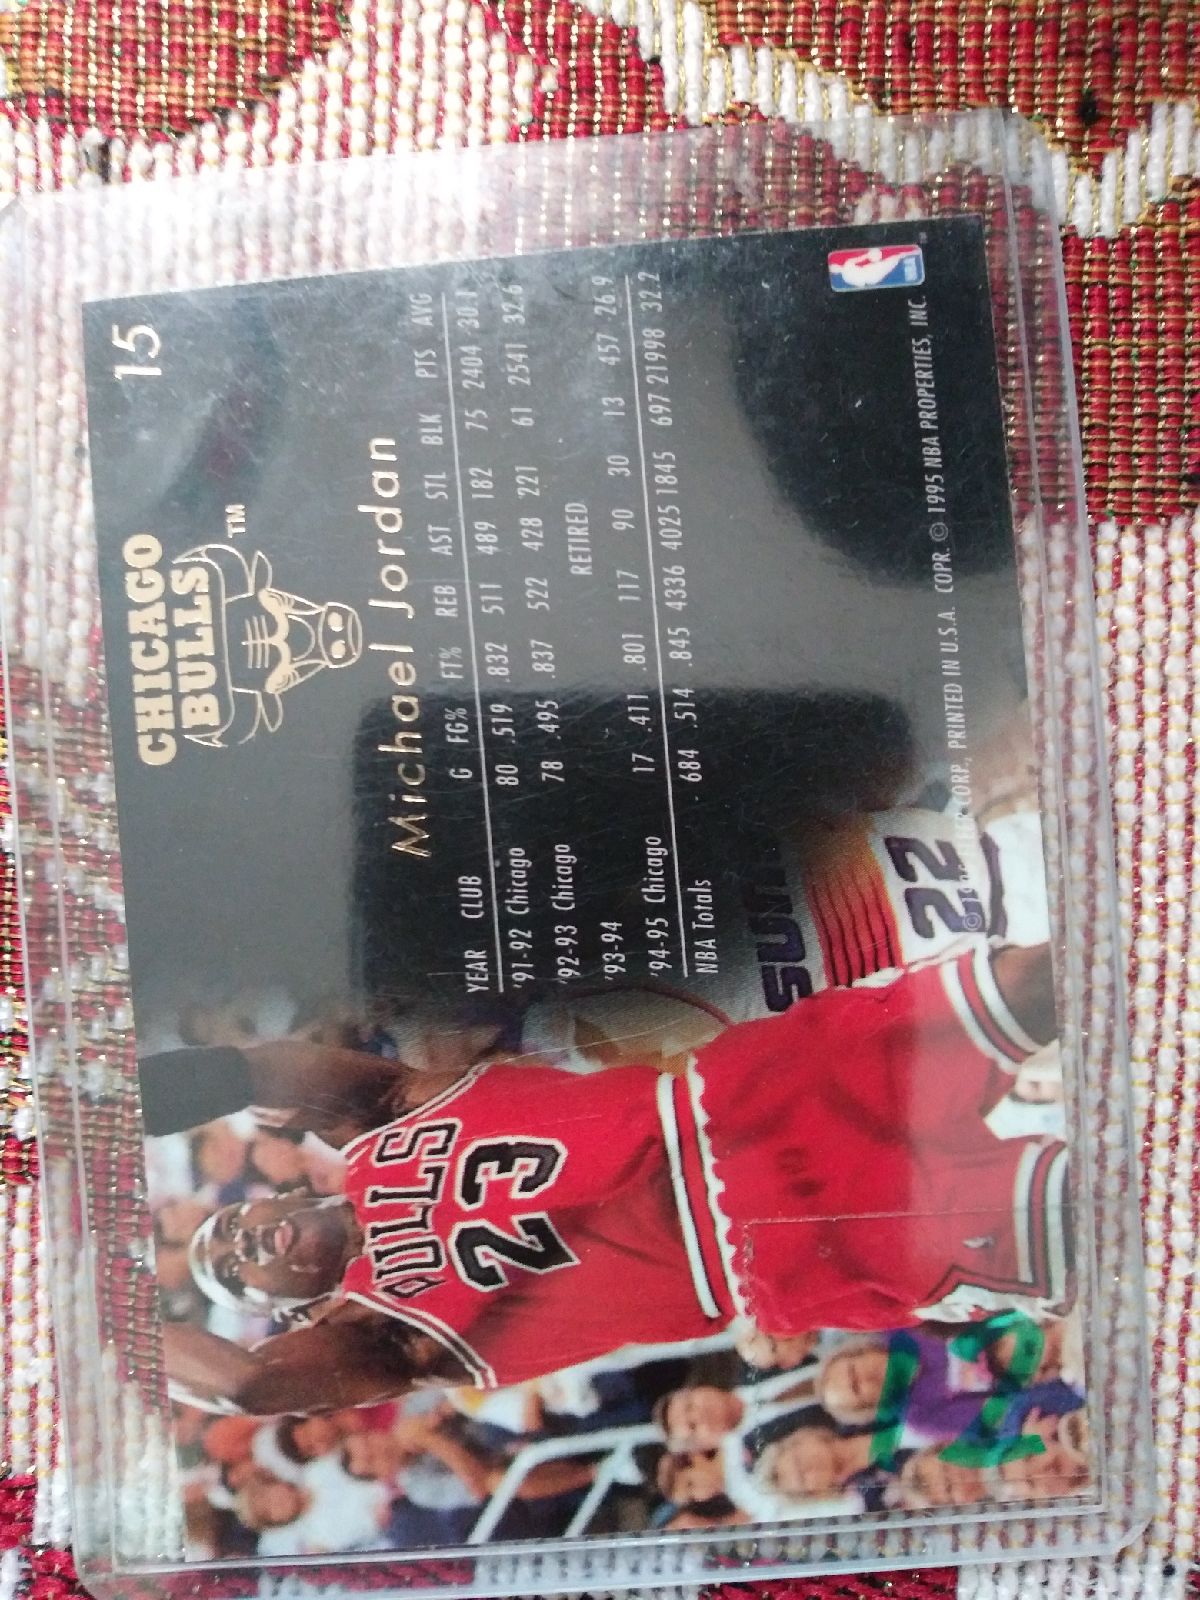 15
CHICAGO
BULLS
TM
Michael Jordan
YEAR CLUB G FG% FT% REB AST STL BLK PTS AVG
'91-92 Chicago 80 .519 .832 511 489 182 75 2404 30.1
'92-93 Chicago 78 .495 .837 522 428 221 61 2541 32.6
'93-94 RETIRED
'94-95 Chicago 17 .411 .801 117 90 30 13 457 26.9
NBA Totals 684 .514 .845 4336 4025 1845 697 21998 32.2
CORP., PRINTED IN U.S.A. COPR. © 1995 NBA PROPERTIES, INC.
NBA
BULLS
23
SUN
22